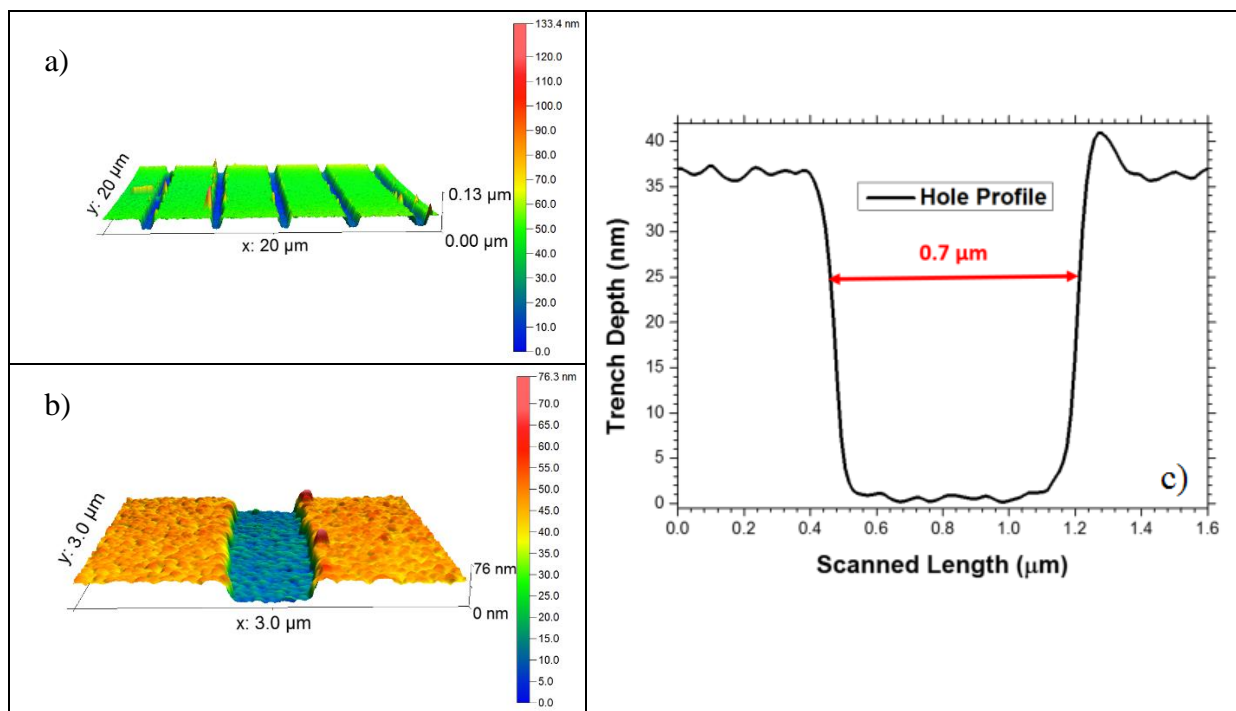 a)
133.4 nm
120.0
110.0
100.0
90.0
80.0
70.0
60.0
50.0
40.0
30.0
20.0
10.0
0.0
y: 20 µm
x: 20 µm
0.13 µm
0.00 µm
b)
76.3 nm
70.0
65.0
60.0
55.0
50.0
45.0
40.0
35.0
30.0
25.0
20.0
15.0
10.0
5.0
0.0
y: 3.0 µm
x: 3.0 µm
76 nm
0 nm
Trench Depth (nm)
40
35
30
25
20
15
10
5
0
Hole Profile
0.7 µm
c)
0.0 0.2 0.4 0.6 0.8 1.0 1.2 1.4 1.6
Scanned Length (µm)